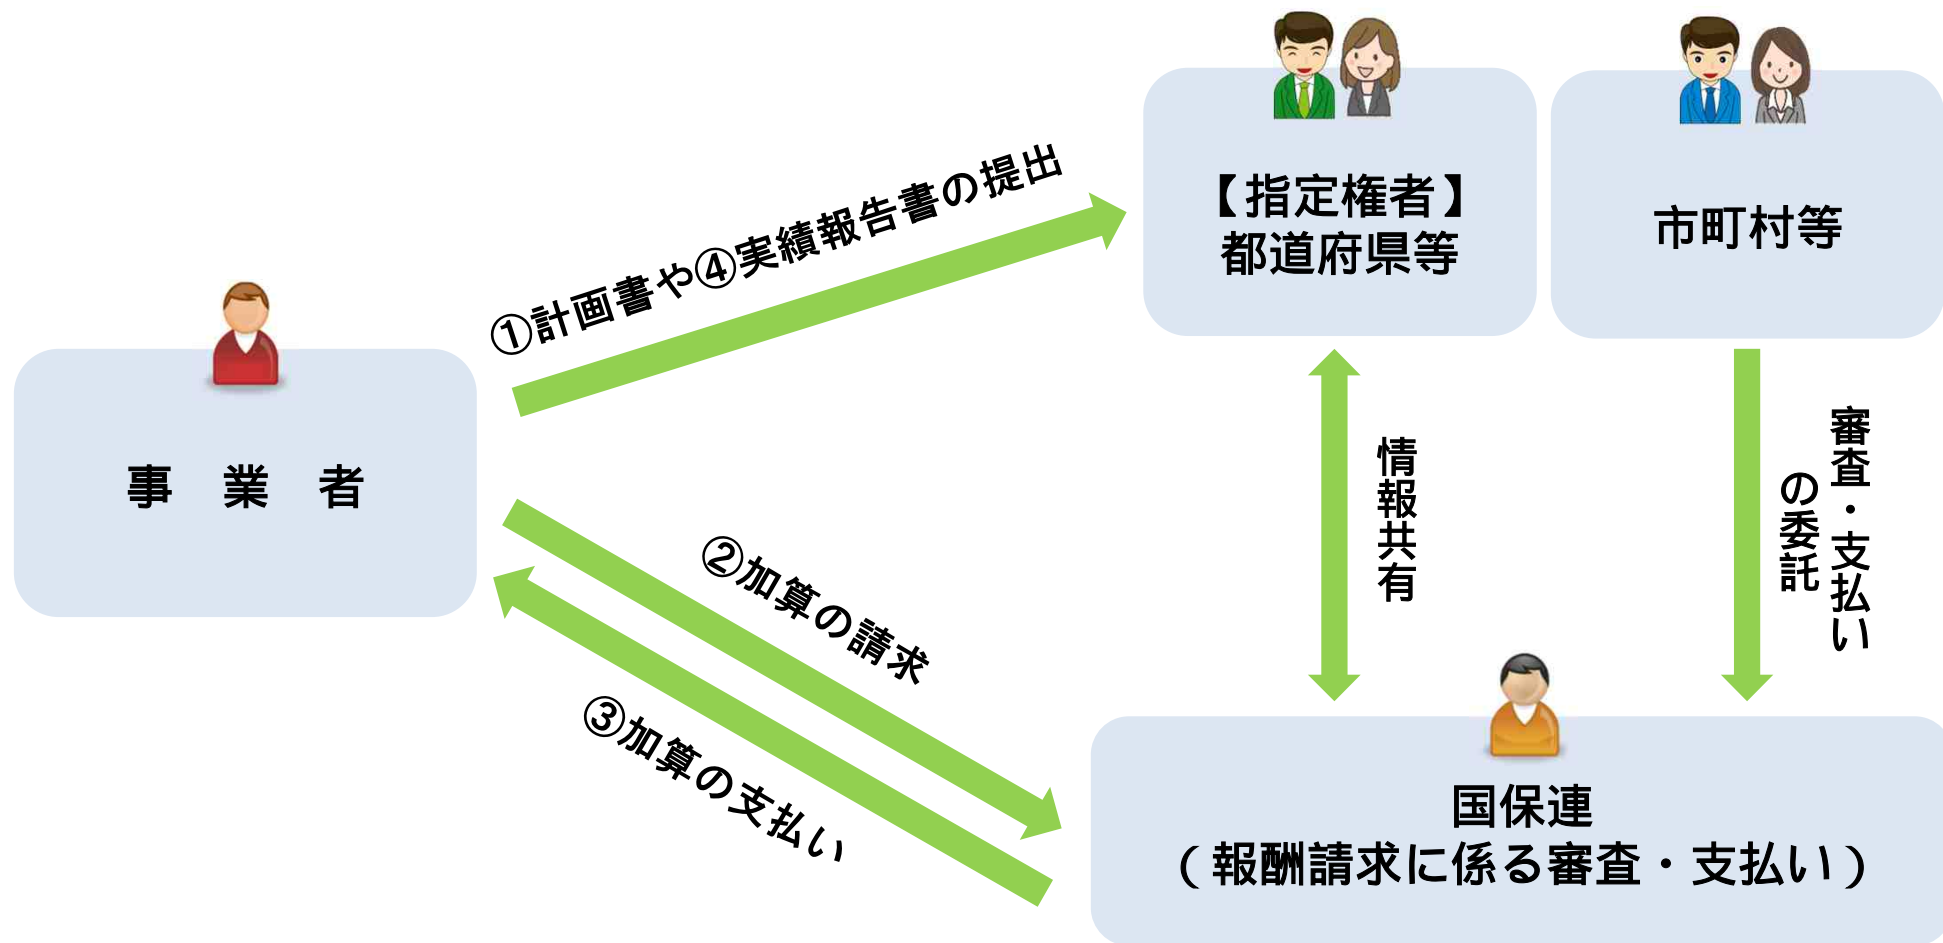 【指定権者】
都道府県等
市町村等
①計画書や④実績報告書の提出
事　業　者
②加算の請求
③加算の支払い
情報共有
審査・支払い
の委託
国保連
（報酬請求に係る審査・支払い）